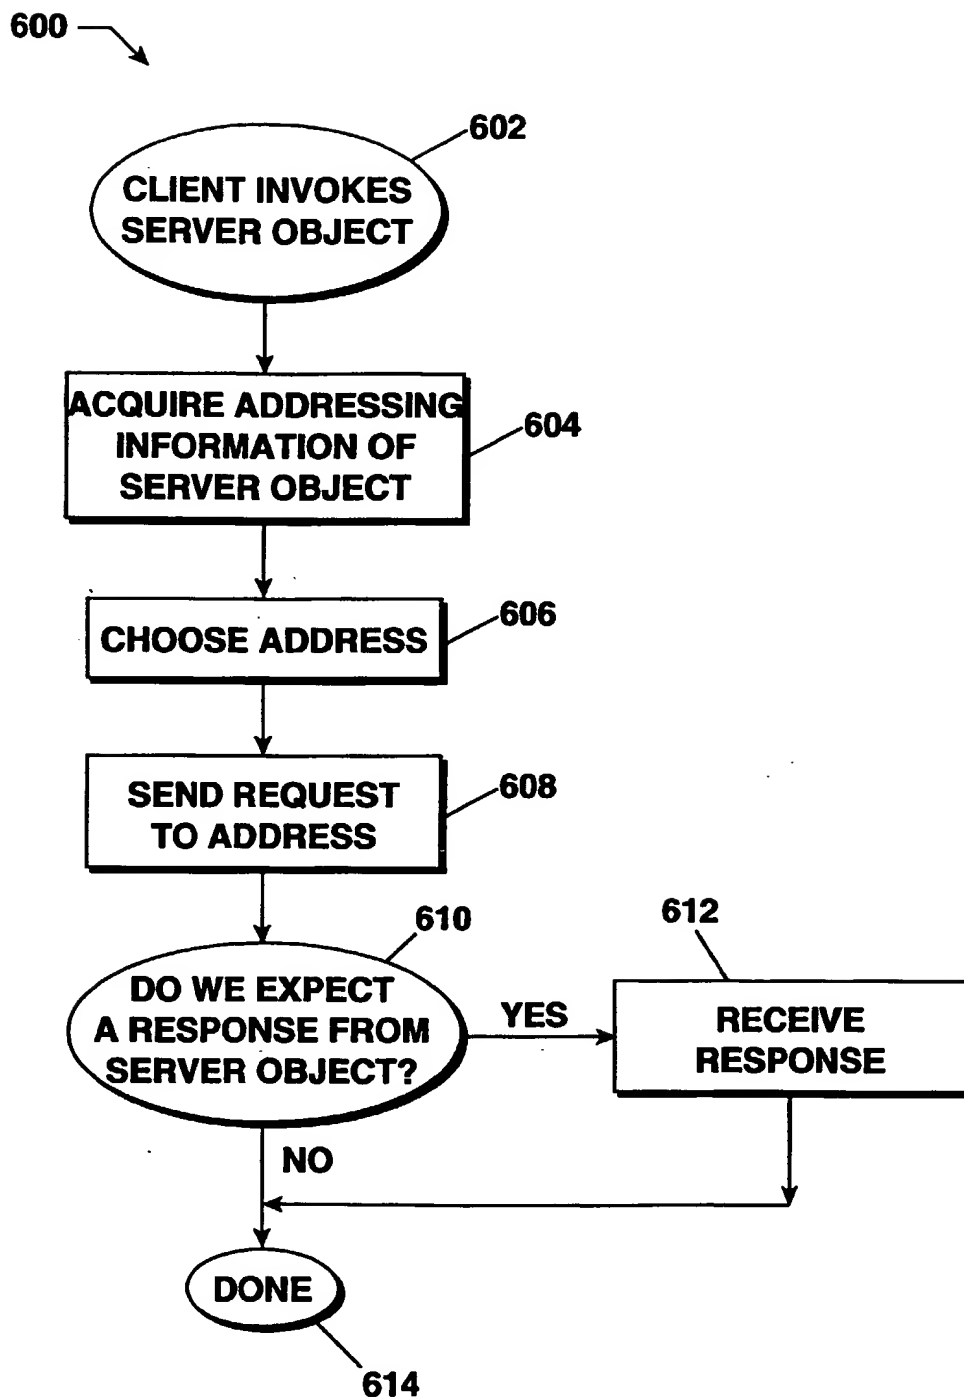 600
602
CLIENT INVOKES
SERVER OBJECT
ACQUIRE ADDRESSING
INFORMATION OF
SERVER OBJECT
604
606
CHOOSE ADDRESS
SEND REQUEST
TO ADDRESS
608
610
612
DO WE EXPECT
A RESPONSE FROM
SERVER OBJECT?
YES
RECEIVE
RESPONSE
NO
DONE
614